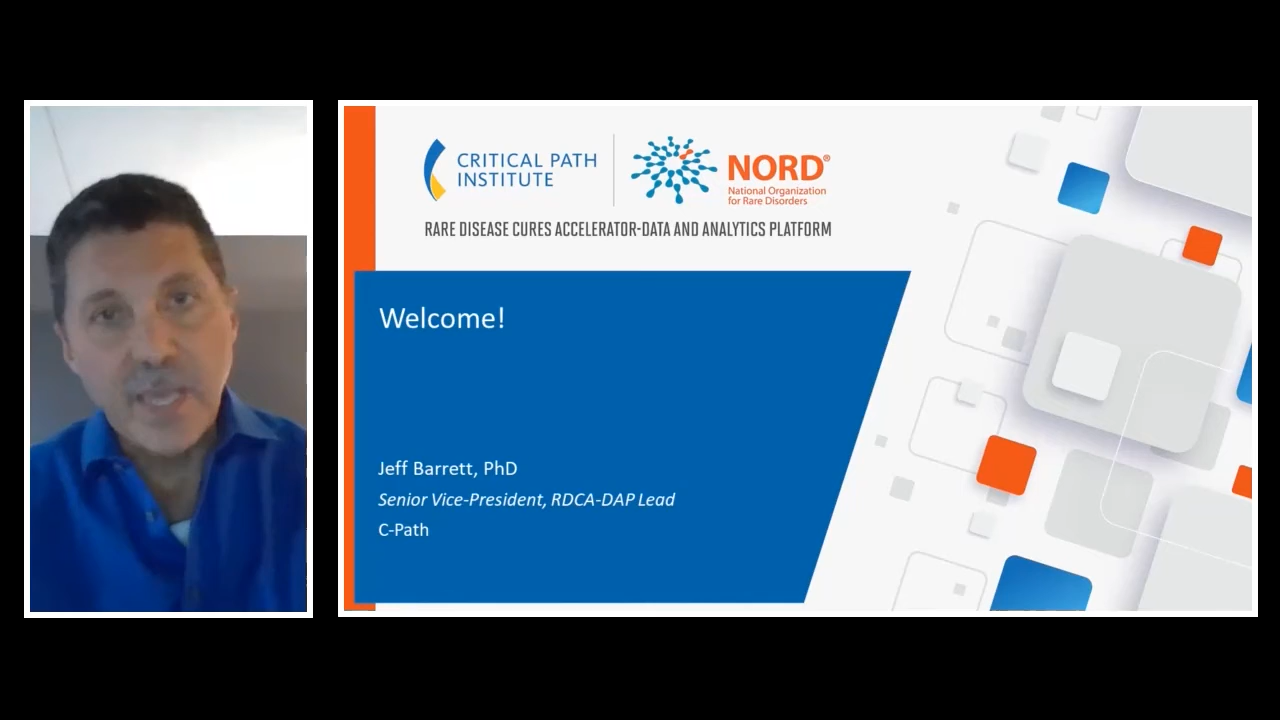 CRITICAL PATH
INSTITUTE
NORD®
National Organization
for Rare Disorders
RARE DISEASE CURES ACCELERATOR-DATA AND ANALYTICS PLATFORM
Welcome!
Jeff Barrett, PhD
Senior Vice-President, RDCA-DAP Lead
C-Path